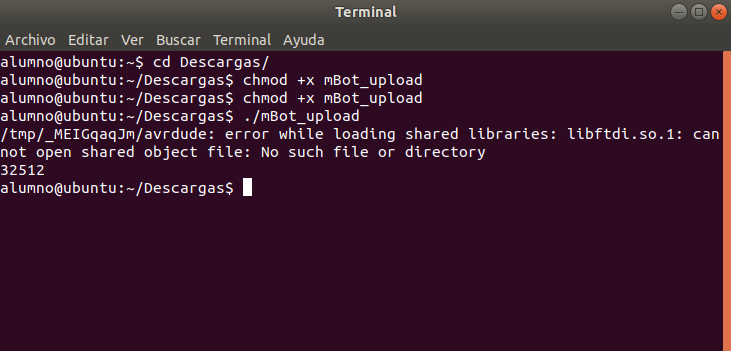 Terminal
Archivo Editar Ver Buscar Terminal Ayuda
alumno@ubuntu:~$ cd Descargas/
alumno@ubuntu:~/Descargas$ chmod +x mBot_upload
alumno@ubuntu:~/Descargas$ chmod +x mBot_upload
alumno@ubuntu:~/Descargas$ ./mBot_upload
/tmp/_MEIGqaqJm/avrdude: error while loading shared libraries: libftdi.so.1: can
not open shared object file: No such file or directory
32512
alumno@ubuntu:~/Descargas$